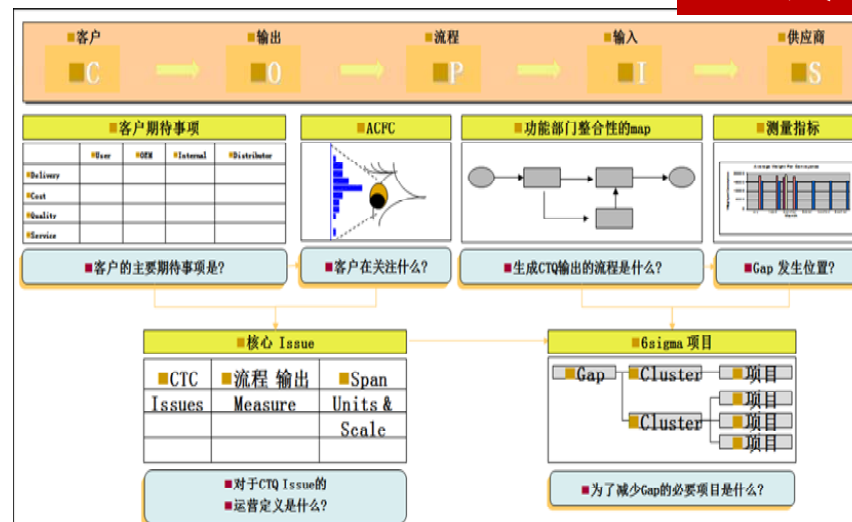 客户 输出 流程 输入 供应商
C O P I S
客户期待事项
User OEM Internal Distributor
Delivery
Cost
Quality
Service
ACFC
功能部门整合性的map
测量指标
客户的主要期待事项是?
客户在关注什么?
生成CTQ输出的流程是什么?
Gap 发生位置?
核心 Issue
CTC 流程 输出 Span
Issues Measure Units &
Scale
6sigma 项目
Gap Cluster 项目
项目
Cluster 项目
项目
对于CTQ Issue的
运营定义是什么?
为了减少Gap的必要项目是什么?